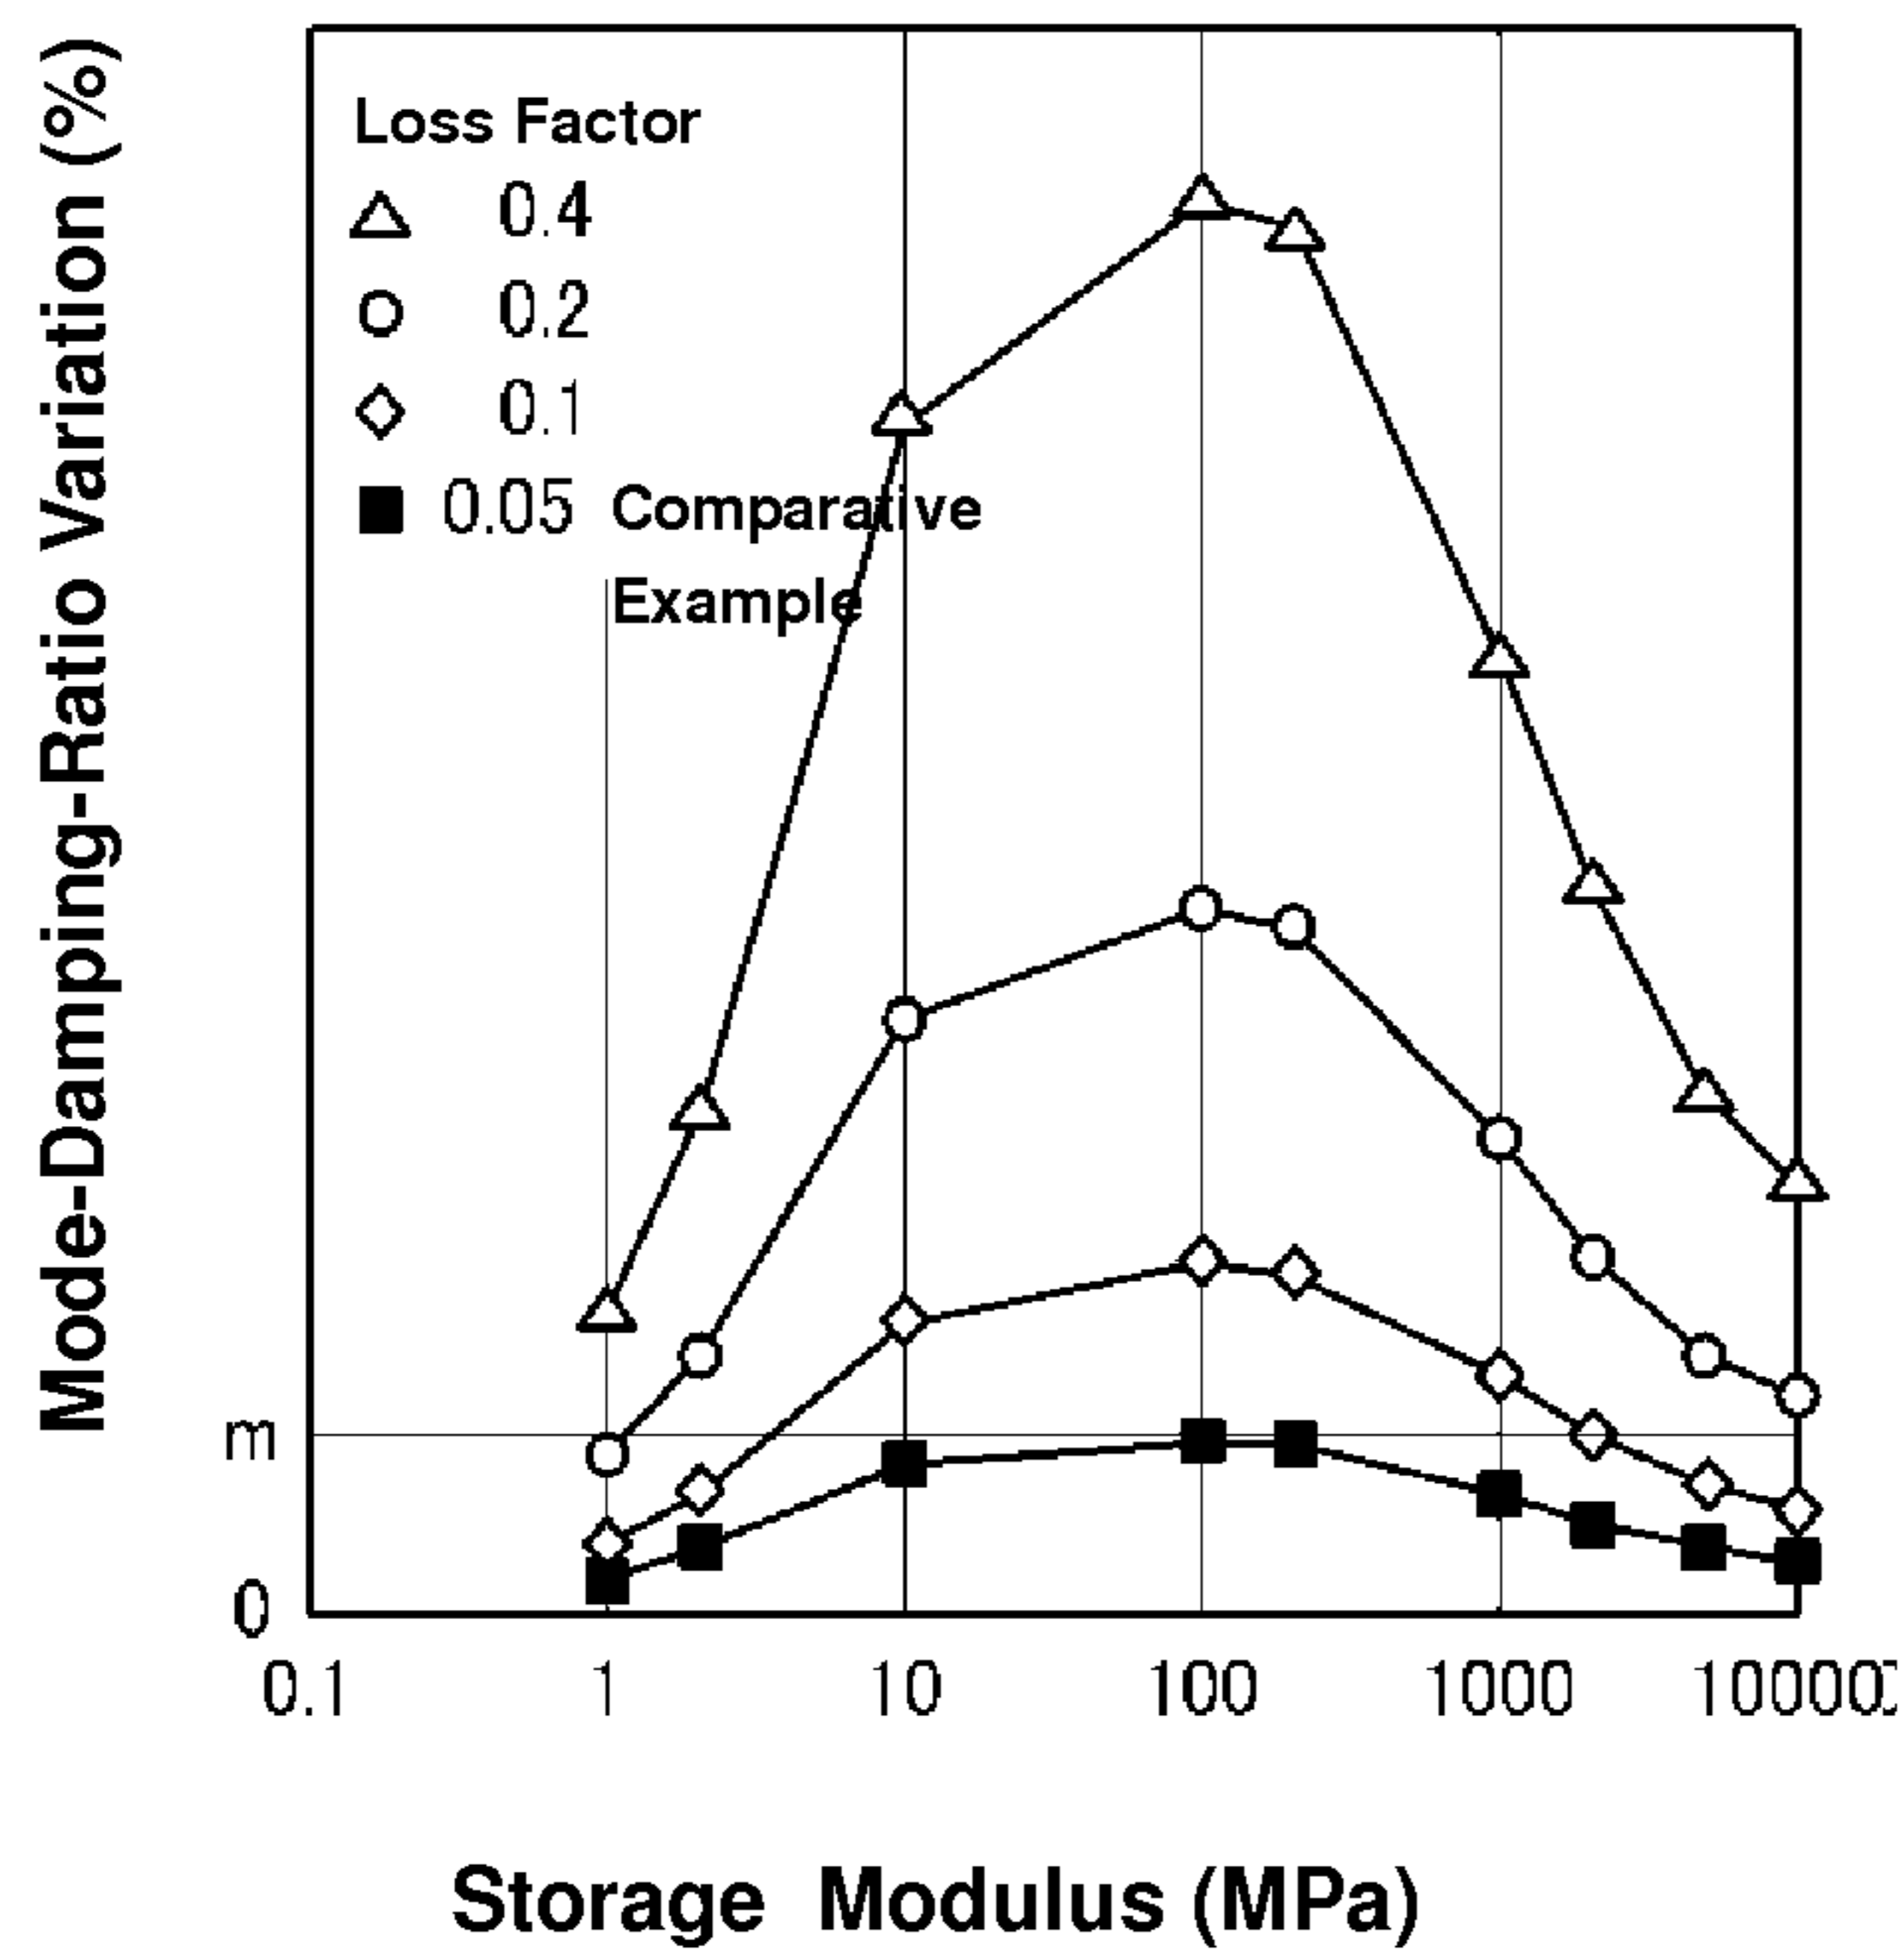 Mode-Damping-Ratio Variation (%)
Loss Factor
0.4
0.2
0.1
0.05 Comparative
Example
m
0
0.1 1 10 100 1000 10000
Storage Modulus (MPa)